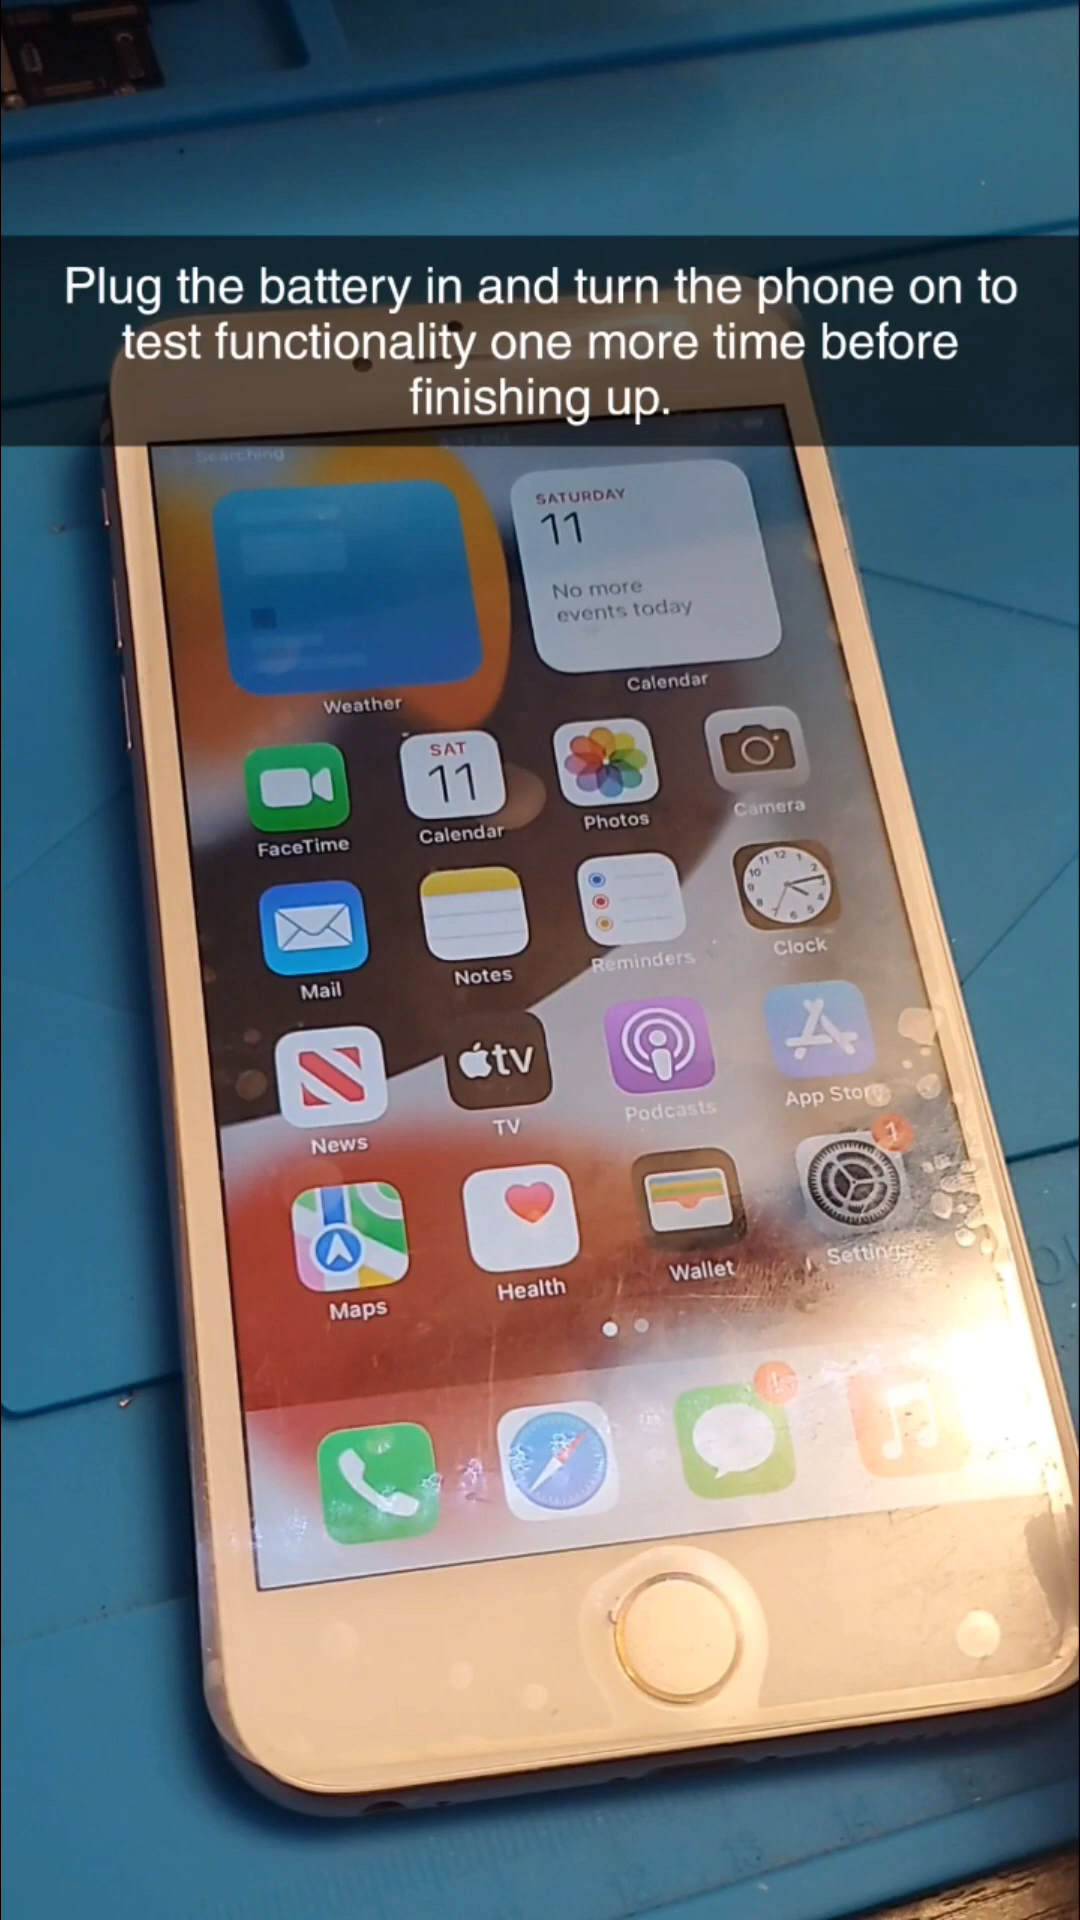 Plug the battery in and turn the phone on to
test functionality one more time before
finishing up.
Searching
SATURDAY
11
No more
events today
Weather
Calendar
SAT
11
FaceTime
Calendar
Photos
Camera
12
Mail
Notes
Reminders
Clock
tv
News
TV
Podcasts
App Store
1
Maps
Health
Wallet
Settings